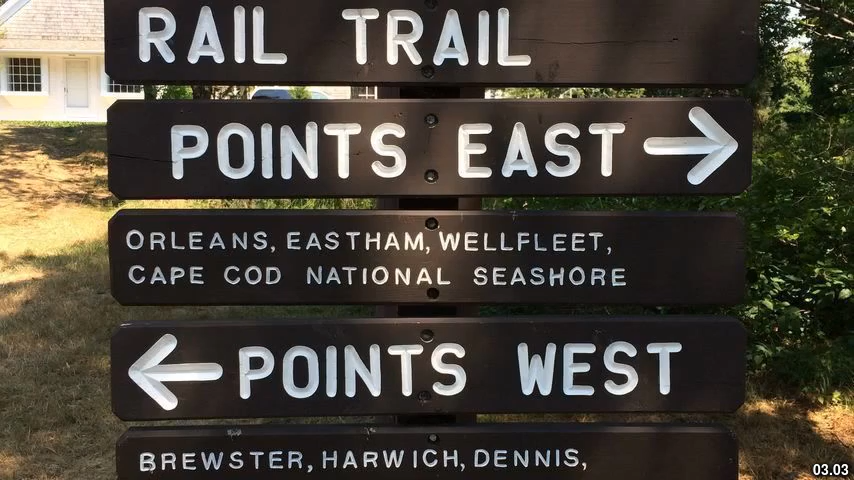 RAIL TRAIL
POINTS EAST →
ORLEANS, EASTHAM, WELLFLEET,
CAPE COD NATIONAL SEASHORE
← POINTS WEST
BREWSTER, HARWICH, DENNIS,
03.03